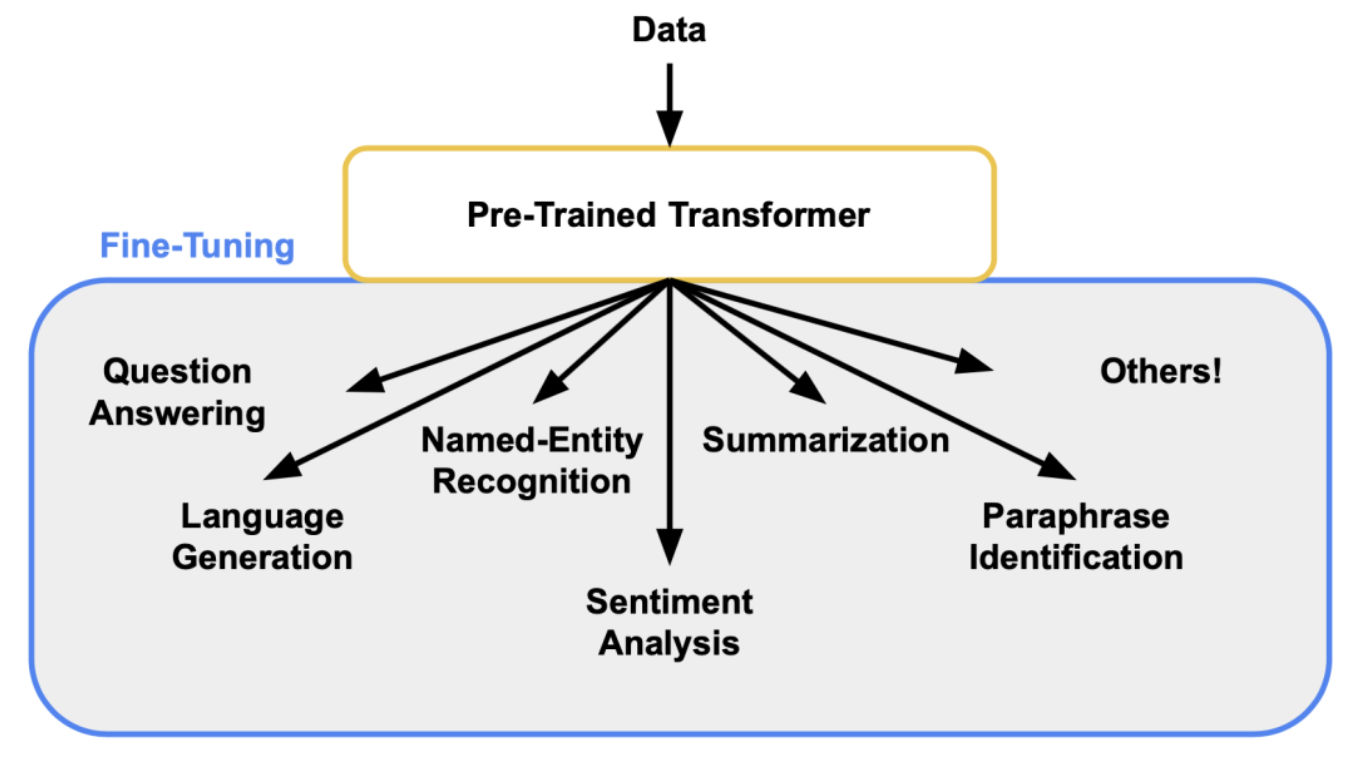 Data
Pre-Trained Transformer
Fine-Tuning
Question
Answering
Others!
Named-Entity
Recognition
Summarization
Language
Generation
Paraphrase
Identification
Sentiment
Analysis